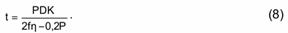 t = PDK / 2fη – 0,2P · (8)